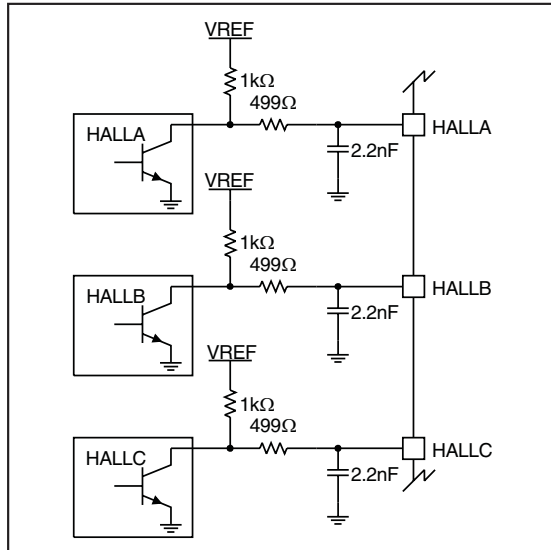 VREF
1kΩ
499Ω
HALLA
HALLA
2.2nF
VREF
1kΩ
499Ω
HALLB
HALLB
2.2nF
VREF
1kΩ
499Ω
HALLC
HALLC
2.2nF